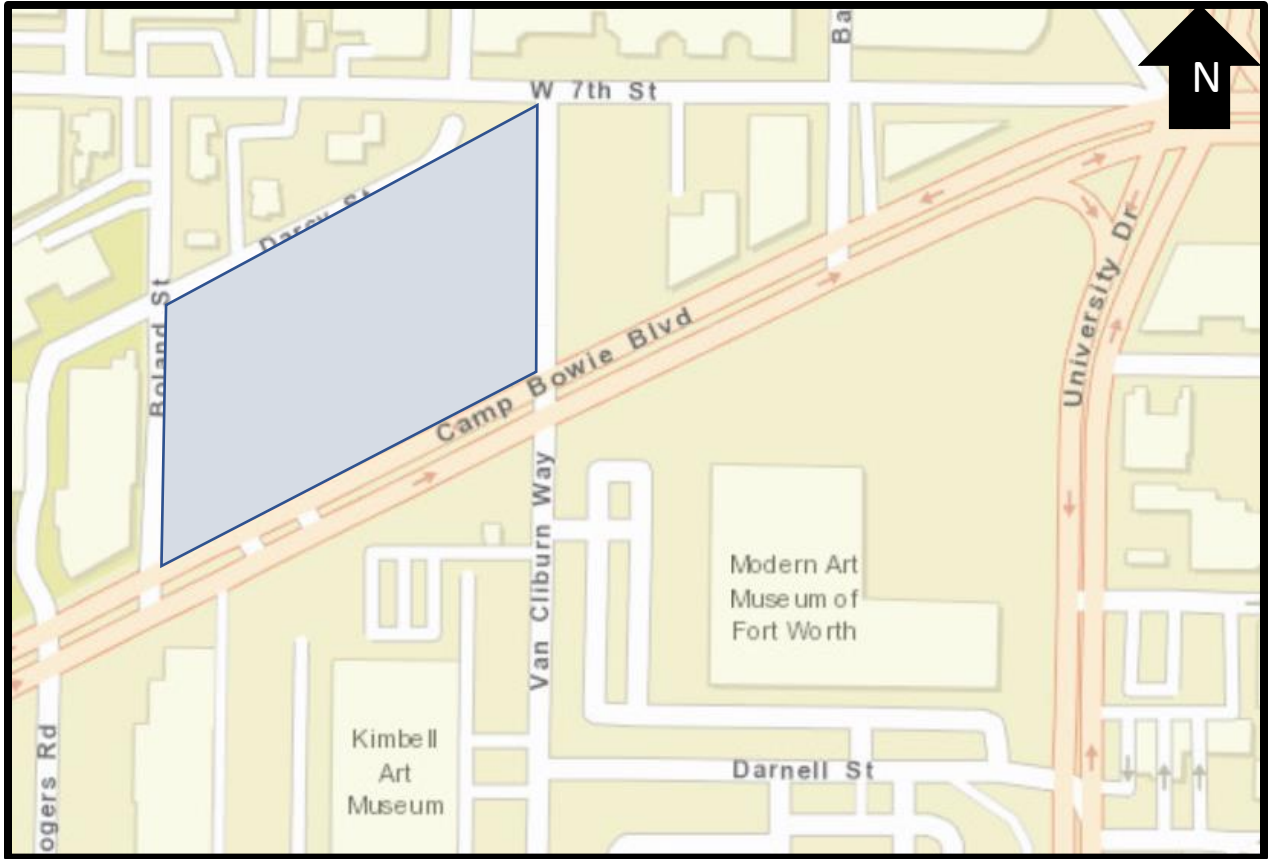 Ba
N
W 7th St
Darcy St
University Dr
Roland St
Camp Bowie Blvd
Van Cliburn Way
Modern Art
Museum of
Fort Worth
ogers Rd
Kimbell
Art
Museum
Darnell St